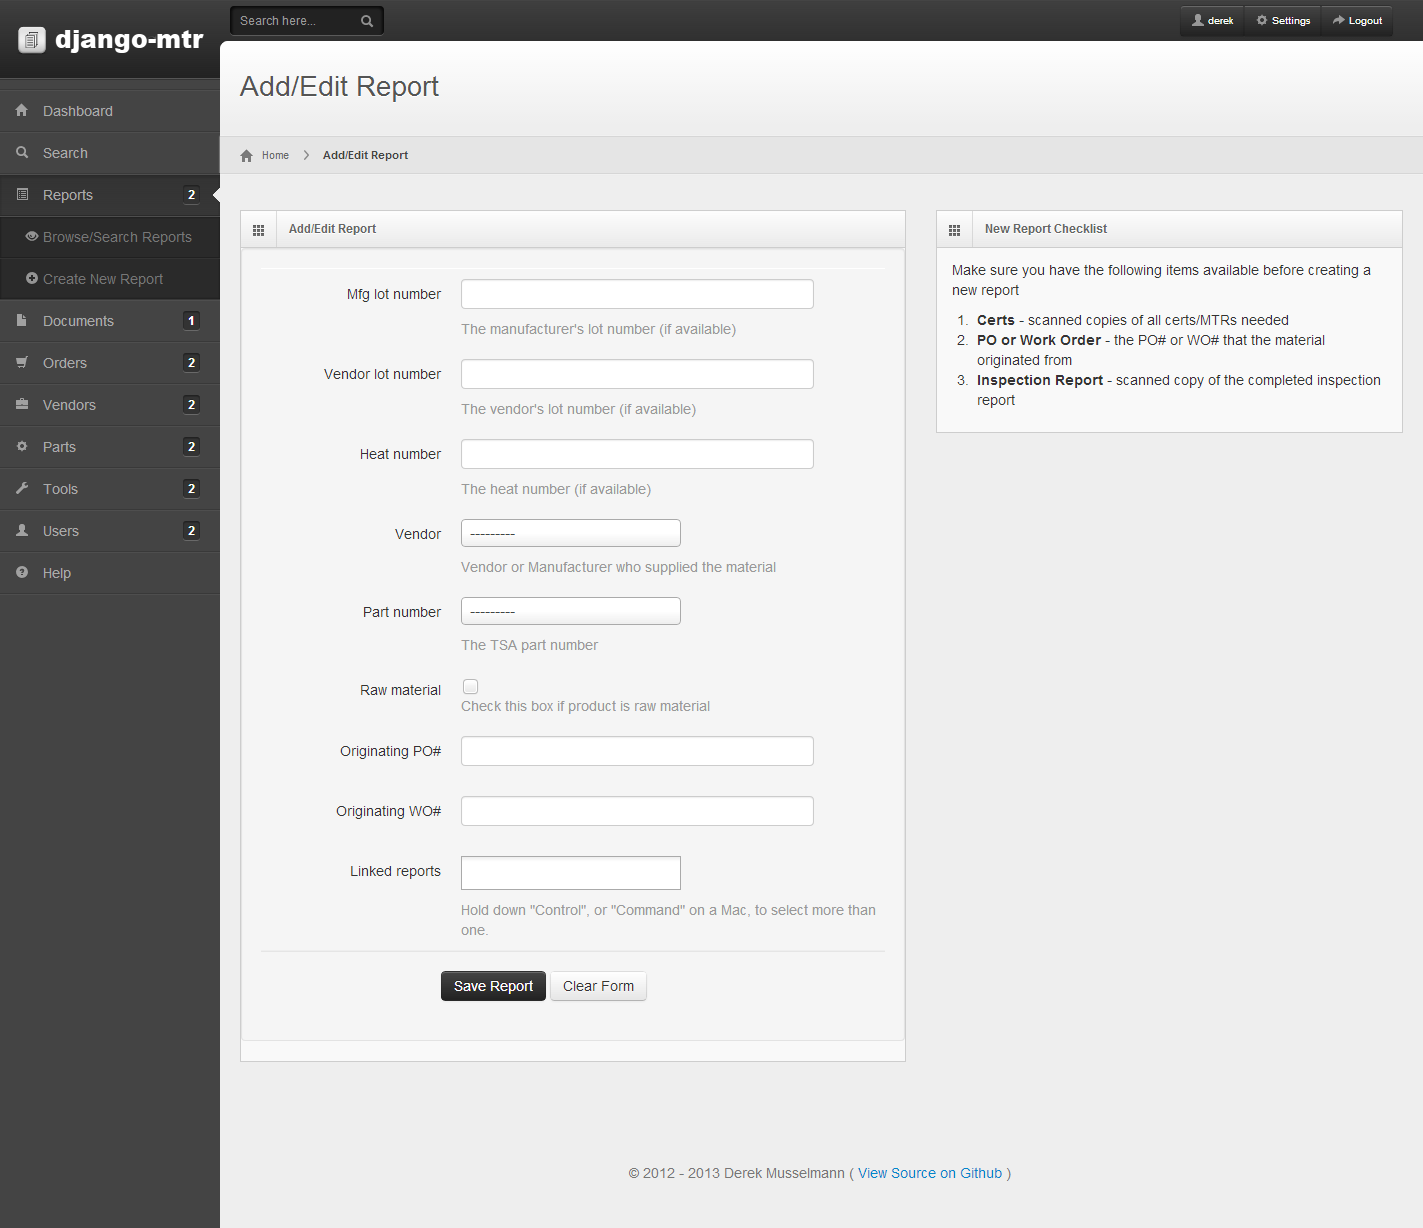 django-mtr
Search here...
derek
Settings
Logout
Dashboard
Search
Reports 2
Browse/Search Reports
Create New Report
Documents 1
Orders 2
Vendors 2
Parts 2
Tools 2
Users 2
Help
Add/Edit Report
Home
Add/Edit Report
Add/Edit Report
Mfg lot number
The manufacturer's lot number (if available)
Vendor lot number
The vendor's lot number (if available)
Heat number
The heat number (if available)
Vendor
---------
Vendor or Manufacturer who supplied the material
Part number
---------
The TSA part number
Raw material
Check this box if product is raw material
Originating PO#
Originating WO#
Linked reports
Hold down "Control", or "Command" on a Mac, to select more than
one.
Save Report
Clear Form
New Report Checklist
Make sure you have the following items available before creating a
new report
1. Certs - scanned copies of all certs/MTRs needed
2. PO or Work Order - the PO# or WO# that the material
originated from
3. Inspection Report - scanned copy of the completed inspection
report
© 2012 - 2013 Derek Musselmann ( View Source on Github )